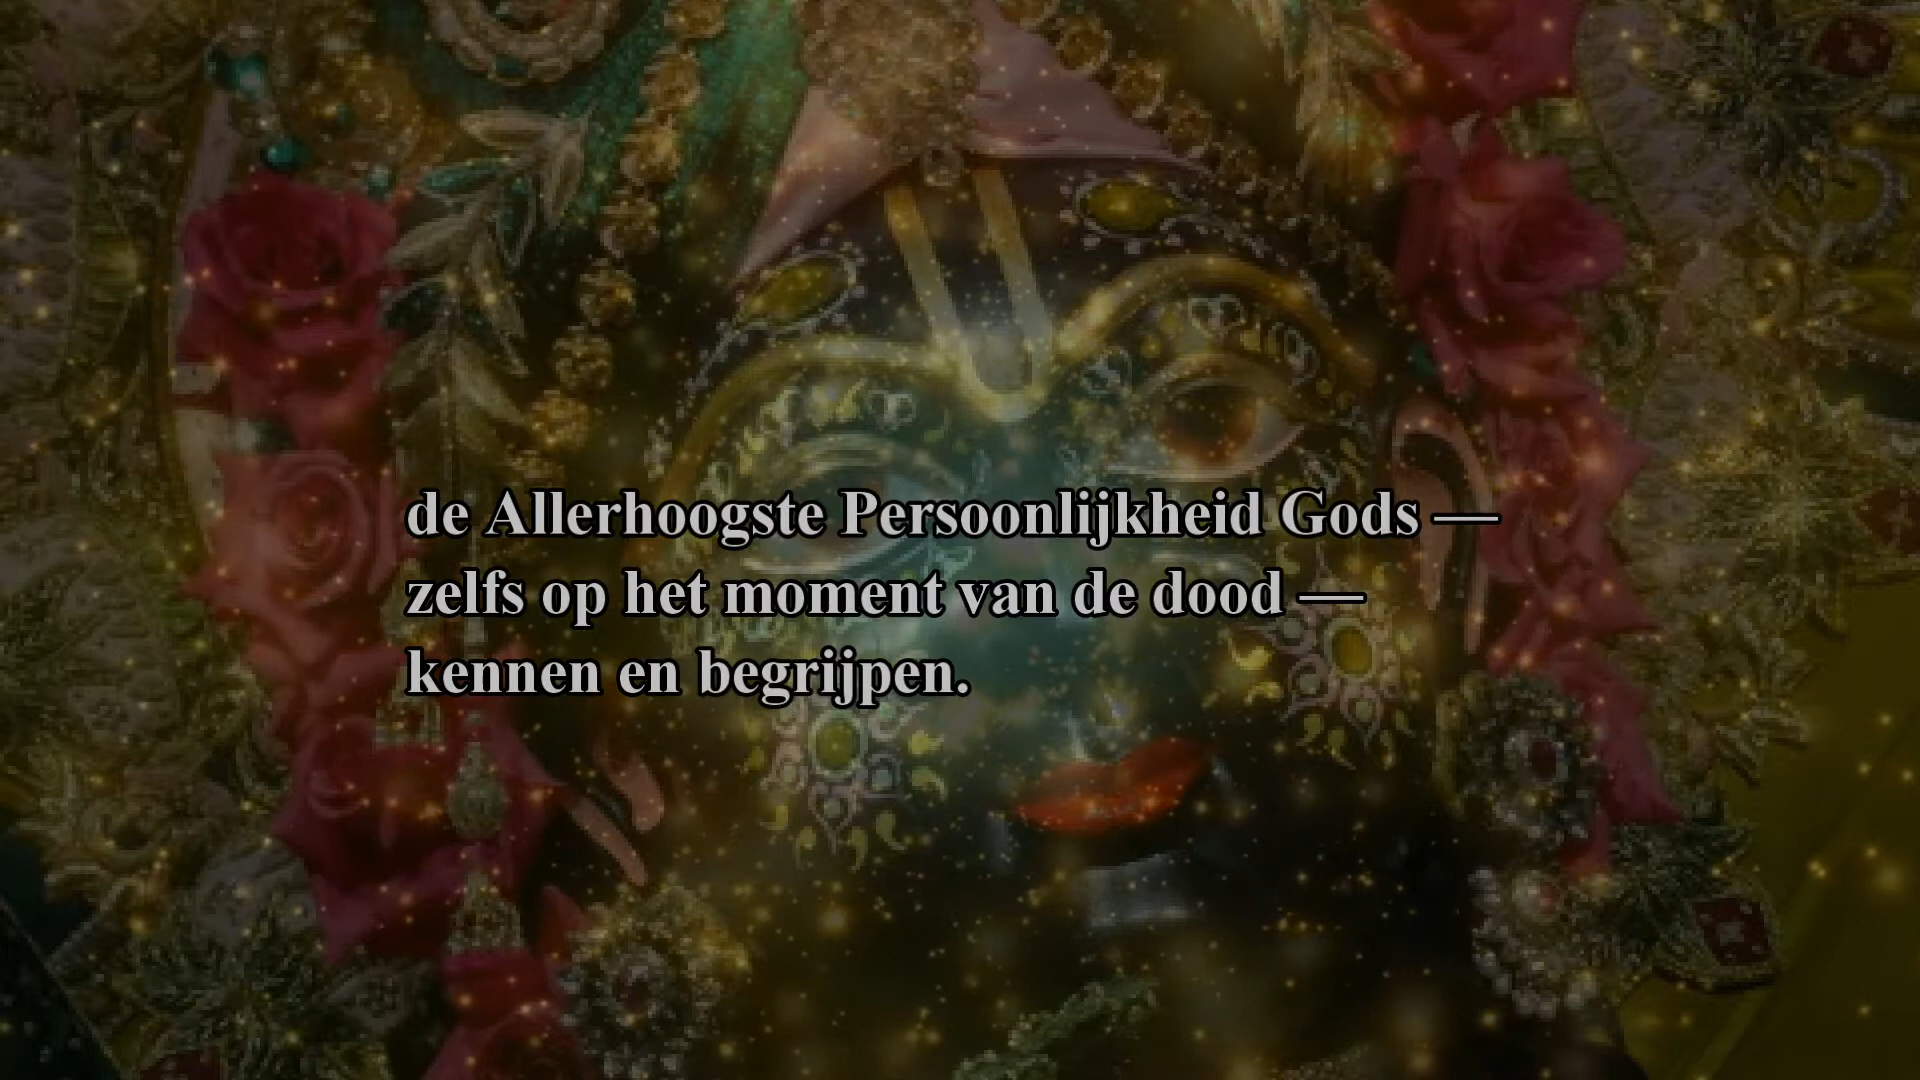 de Allerhoogste Persoonlijkheid Gods —
zelfs op het moment van de dood —
kennen en begrijpen.